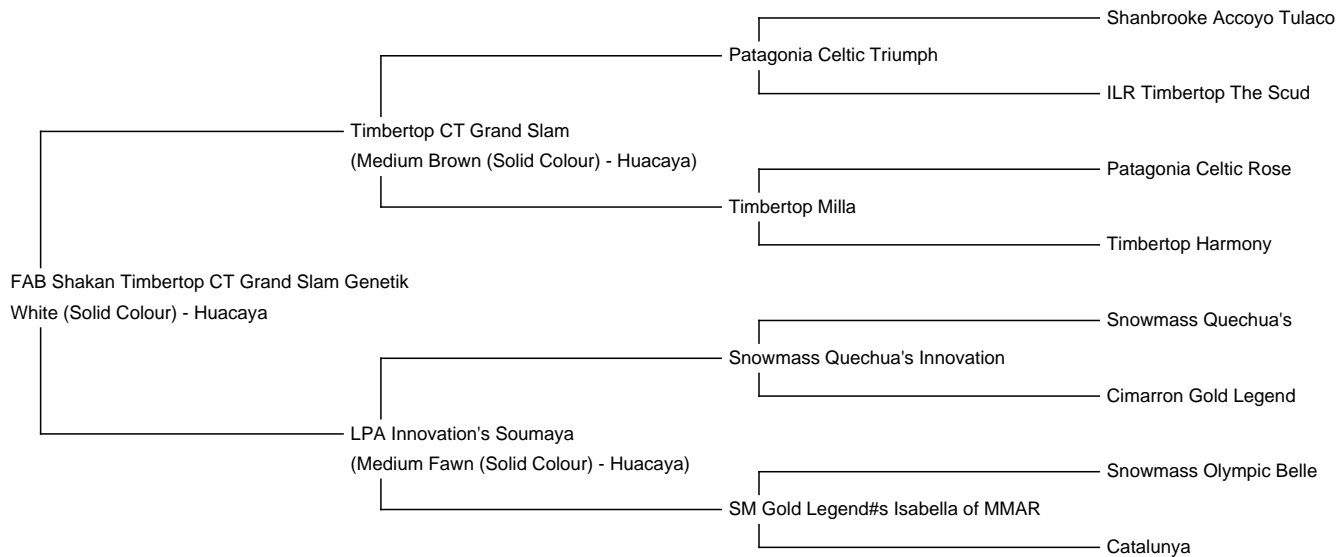 Shanbrooke Accoyo Tulaco
Patagonia Celtic Triumph
ILR Timbertop The Scud
Timbertop CT Grand Slam
(Medium Brown (Solid Colour) - Huacaya)
Patagonia Celtic Rose
Timbertop Milla
Timbertop Harmony
FAB Shakan Timbertop CT Grand Slam Genetik
White (Solid Colour) - Huacaya
Snowmass Quechua's
Snowmass Quechua's Innovation
Cimarron Gold Legend
LPA Innovation's Soumaya
(Medium Fawn (Solid Colour) - Huacaya)
Snowmass Olympic Belle
SM Gold Legend#s Isabella of MMAR
Catalunya